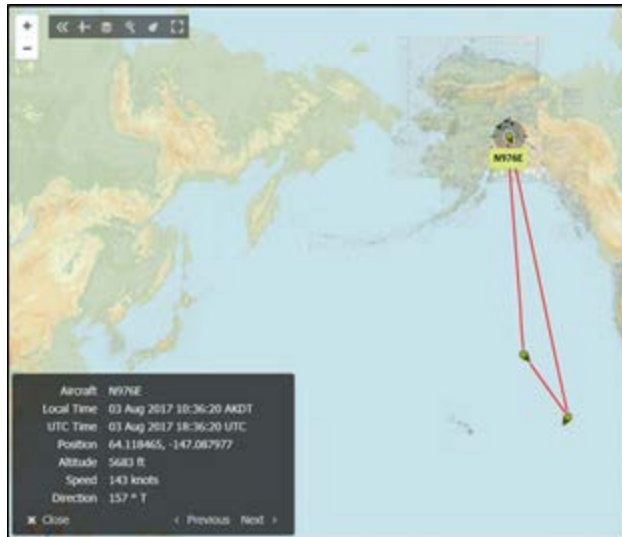 +
−
N976E
Aircraft N976E
Local Time 03 Aug 2017 10:36:20 AKDT
UTC Time 03 Aug 2017 18:36:20 UTC
Position 64.118465, -147.087977
Altitude 5683 ft
Speed 143 knots
Direction 157 ° T
× Close ‹ Previous Next ›